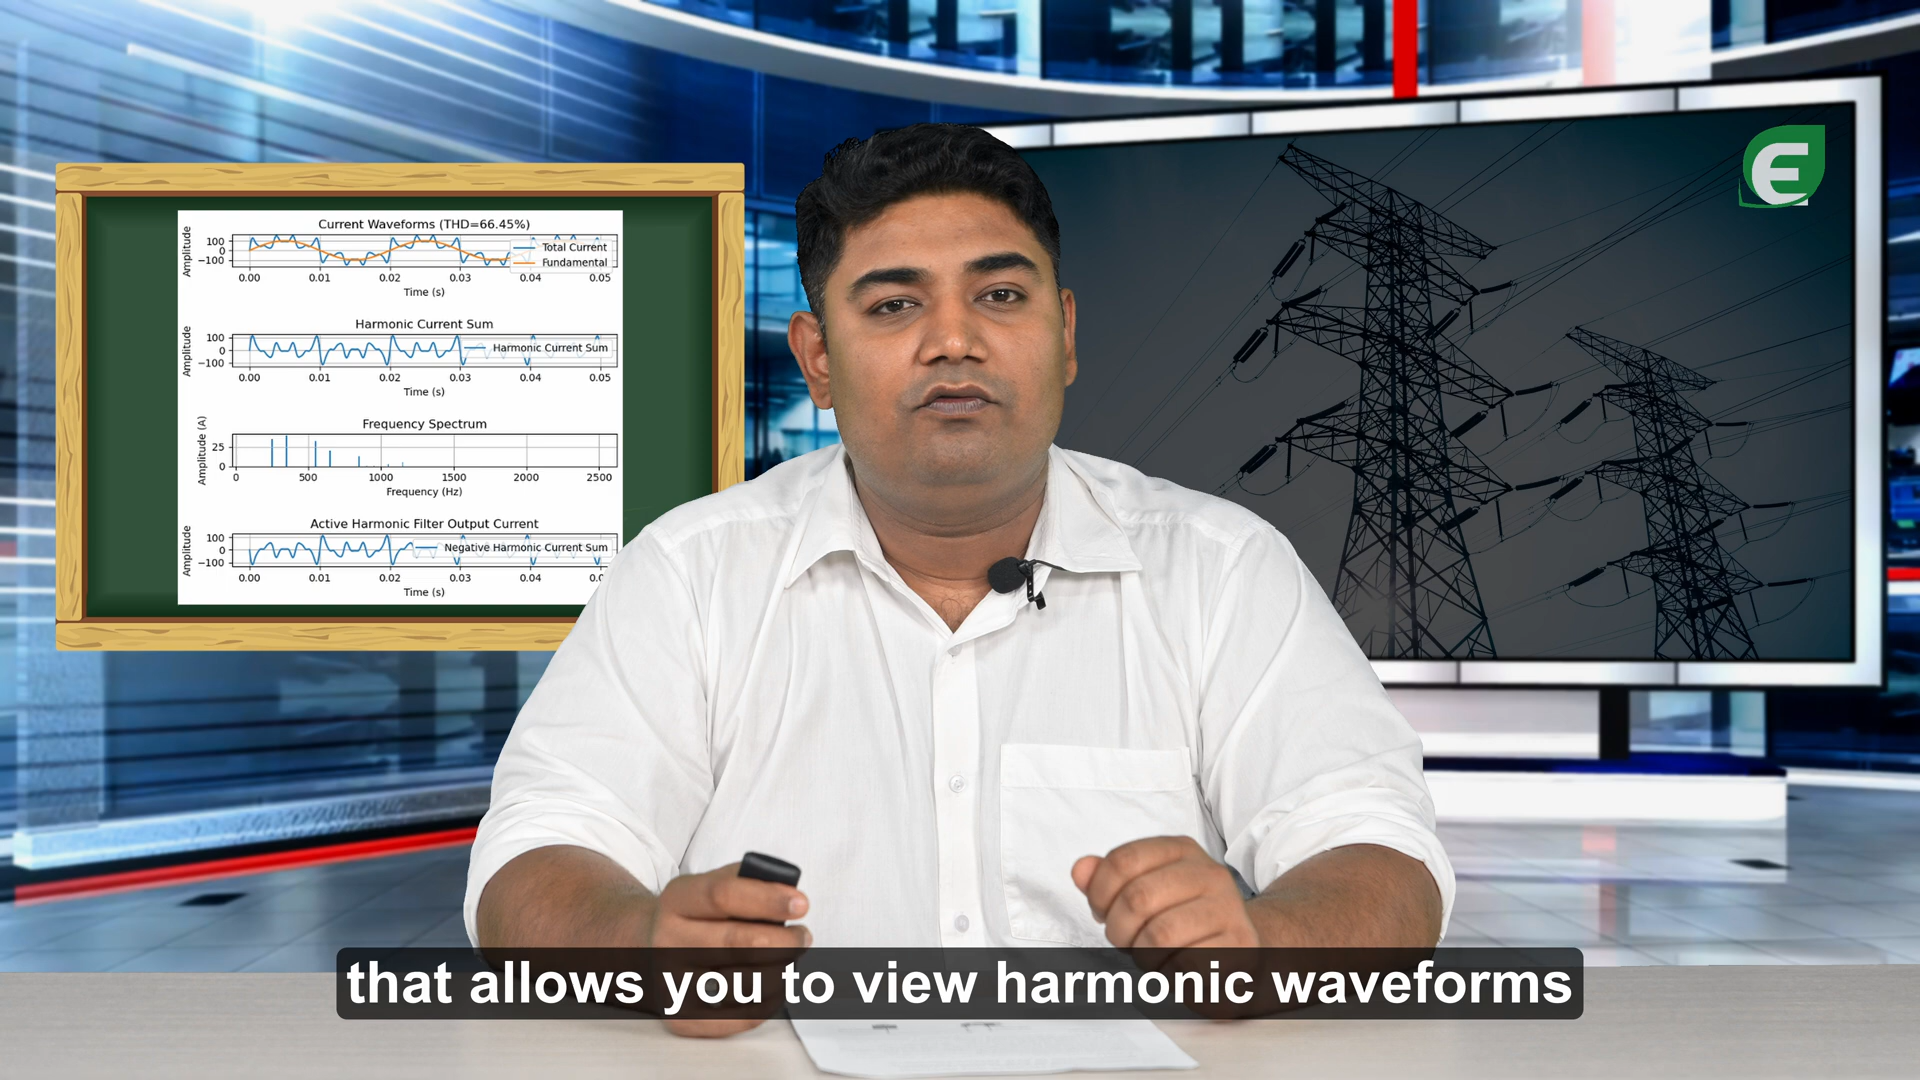 Current Waveforms (THD=66.45%)
Amplitude
100
0
−100
Total Current
Fundamental
0.00 0.01 0.02 0.03 0.04 0.05
Time (s)
Harmonic Current Sum
Amplitude
100
0
−100
Harmonic Current Sum
0.00 0.01 0.02 0.03 0.04 0.05
Time (s)
Frequency Spectrum
Amplitude (A)
25
0
0 500 1000 1500 2000 2500
Frequency (Hz)
Active Harmonic Filter Output Current
Amplitude
100
0
−100
Negative Harmonic Current Sum
0.00 0.01 0.02 0.03 0.04
Time (s)
E
that allows you to view harmonic waveforms